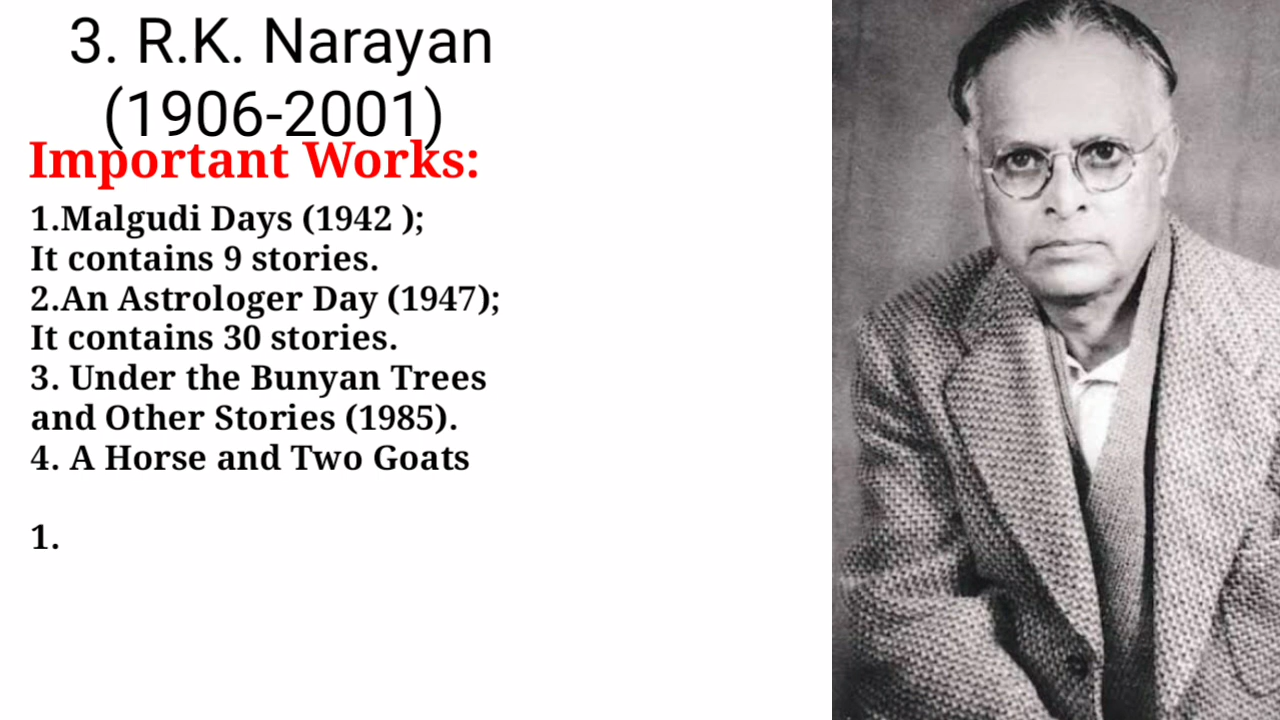 3. R.K. Narayan
(1906-2001)
Important Works:
1.Malgudi Days (1942 );
It contains 9 stories.
2.An Astrologer Day (1947);
It contains 30 stories.
3. Under the Bunyan Trees
and Other Stories (1985).
4. A Horse and Two Goats
1.